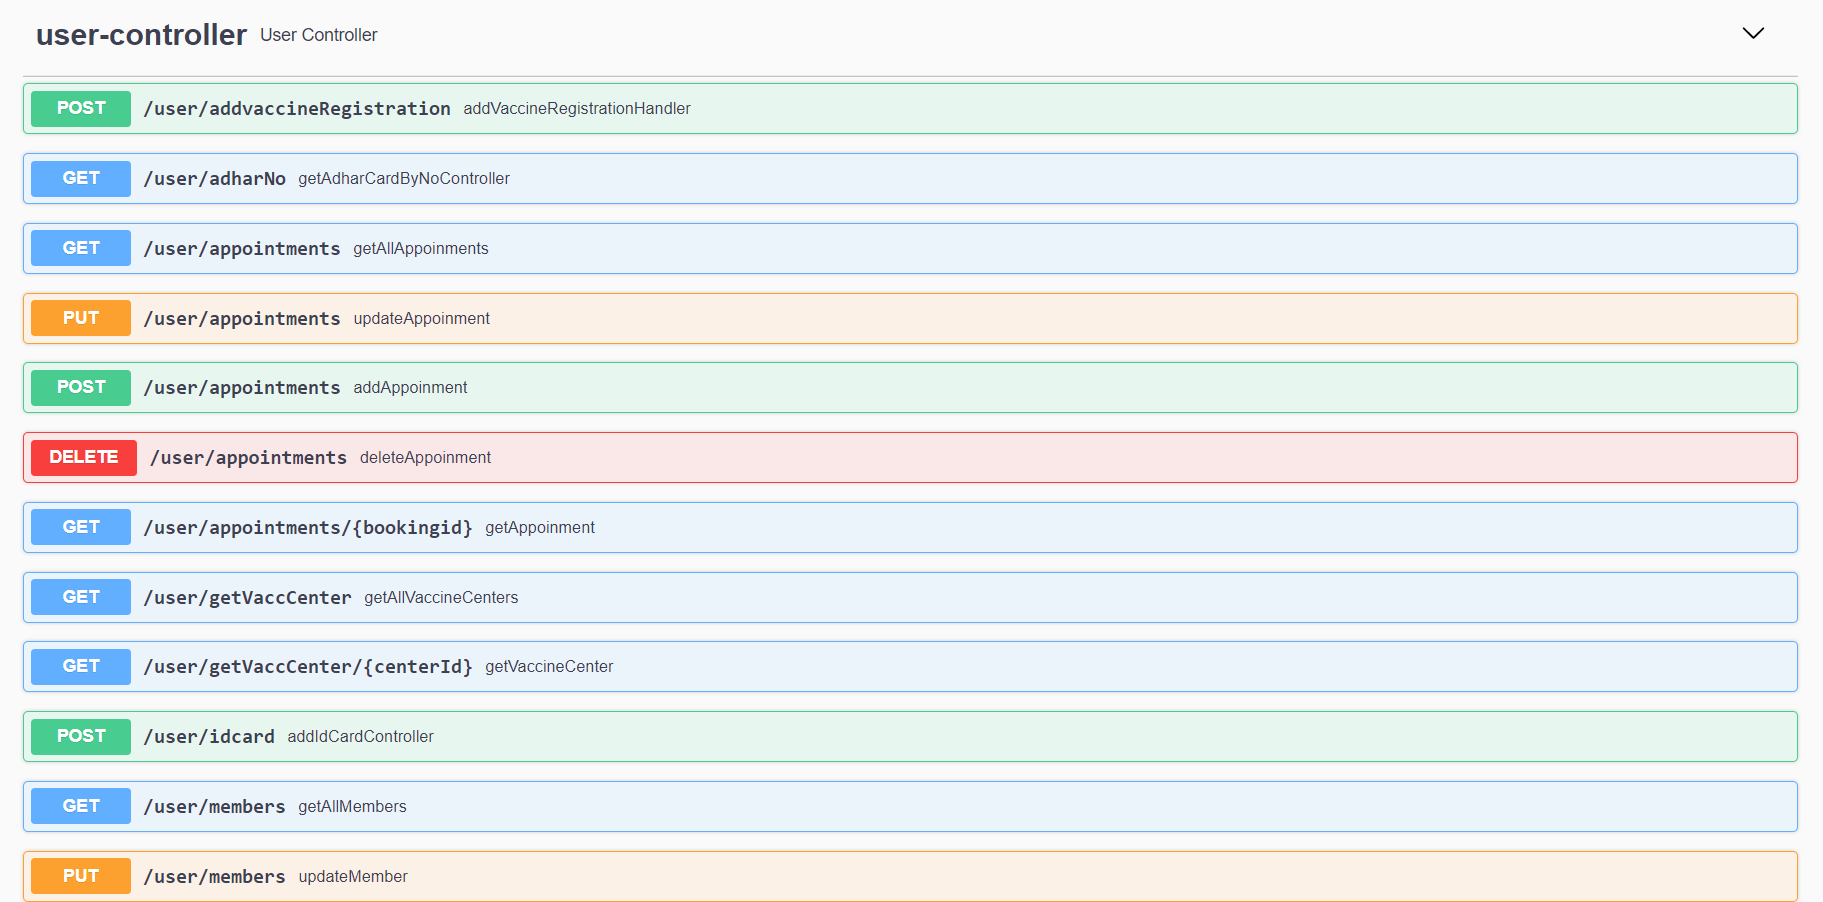 user-controller User Controller
POST /user/addvaccineRegistration addVaccineRegistrationHandler
GET /user/adharNo getAdharCardByNoController
GET /user/appointments getAllAppoinments
PUT /user/appointments updateAppoinment
POST /user/appointments addAppoinment
DELETE /user/appointments deleteAppoinment
GET /user/appointments/{bookingid} getAppoinment
GET /user/getVaccCenter getAllVaccineCenters
GET /user/getVaccCenter/{centerId} getVaccineCenter
POST /user/idcard addIdCardController
GET /user/members getAllMembers
PUT /user/members updateMember